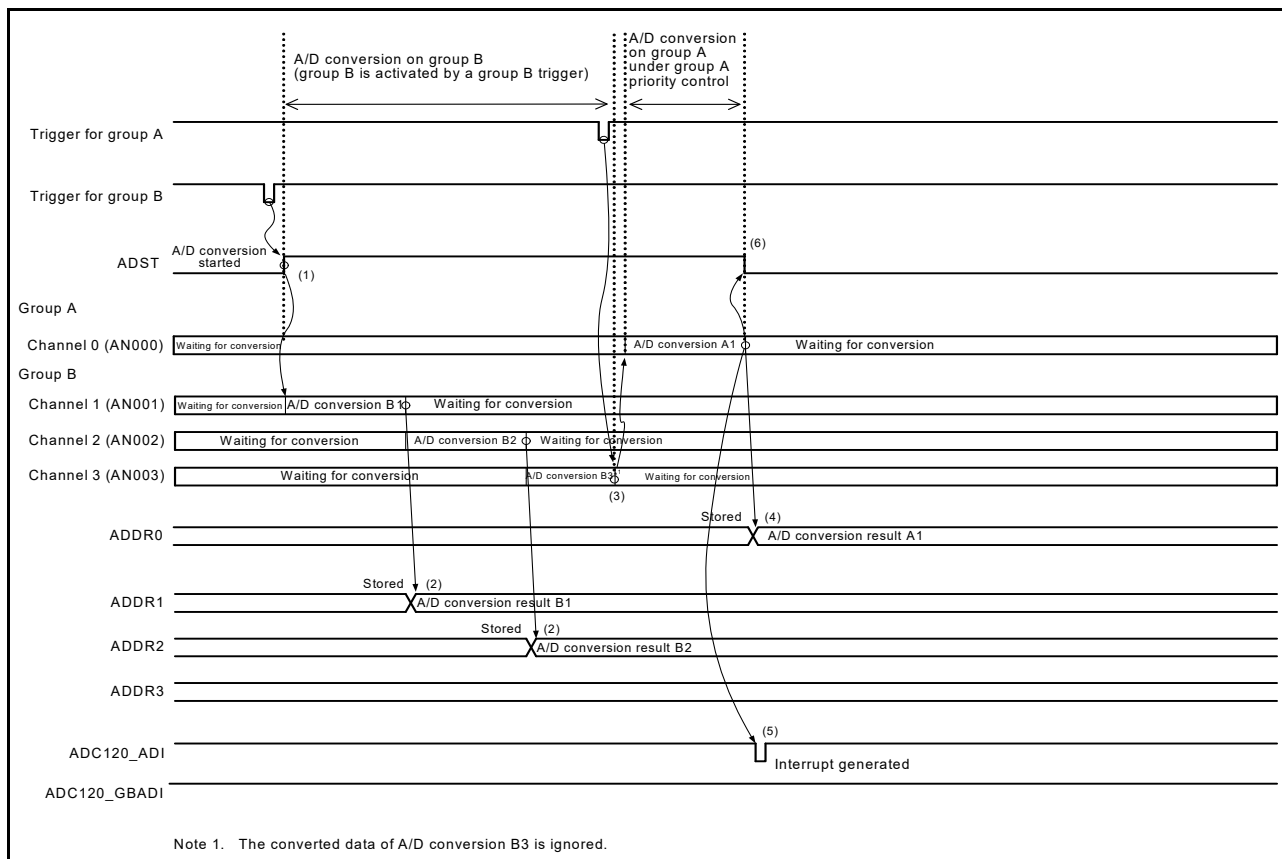 A/D conversion on group B
(group B is activated by a group B trigger)
A/D conversion
on group A
under group A
priority control
Trigger for group A
Trigger for group B
A/D conversion
started
(1)
(6)
ADST
Group A
Channel 0 (AN000)
Waiting for conversion
A/D conversion A1
Waiting for conversion
Group B
Channel 1 (AN001)
Waiting for conversion
A/D conversion B1
Waiting for conversion
Channel 2 (AN002)
Waiting for conversion
A/D conversion B2
Waiting for conversion
Channel 3 (AN003)
Waiting for conversion
A/D conversion B3*1
Waiting for conversion
(3)
Stored
(4)
ADDR0
A/D conversion result A1
Stored
(2)
ADDR1
A/D conversion result B1
Stored
(2)
ADDR2
A/D conversion result B2
ADDR3
(5)
ADC120_ADI
Interrupt generated
ADC120_GBADI
Note 1. The converted data of A/D conversion B3 is ignored.